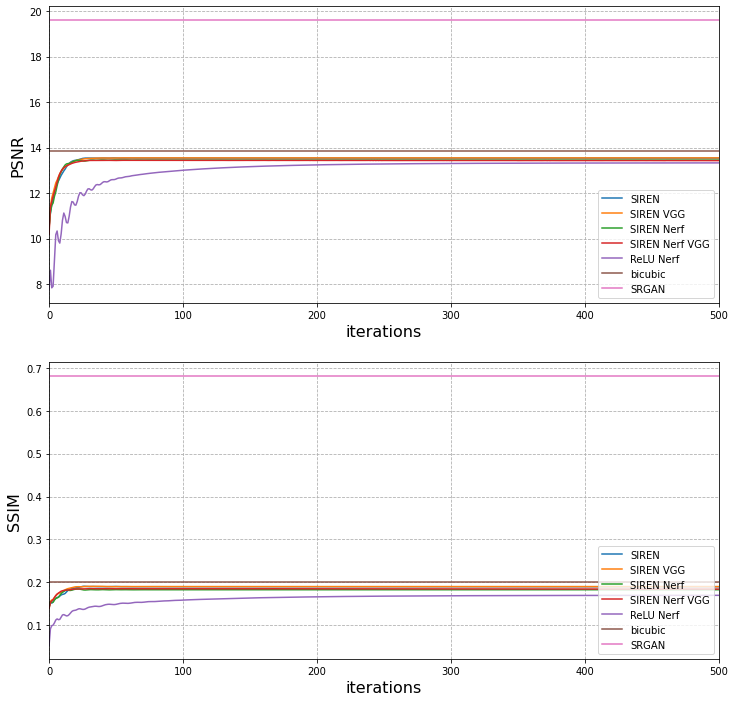 20
18
16
14
12
10
8
PSNR
SIREN
SIREN VGG
SIREN Nerf
SIREN Nerf VGG
ReLU Nerf
bicubic
SRGAN
0 100 200 300 400 500
iterations
0.7
0.6
0.5
0.4
0.3
0.2
0.1
SSIM
SIREN
SIREN VGG
SIREN Nerf
SIREN Nerf VGG
ReLU Nerf
bicubic
SRGAN
0 100 200 300 400 500
iterations